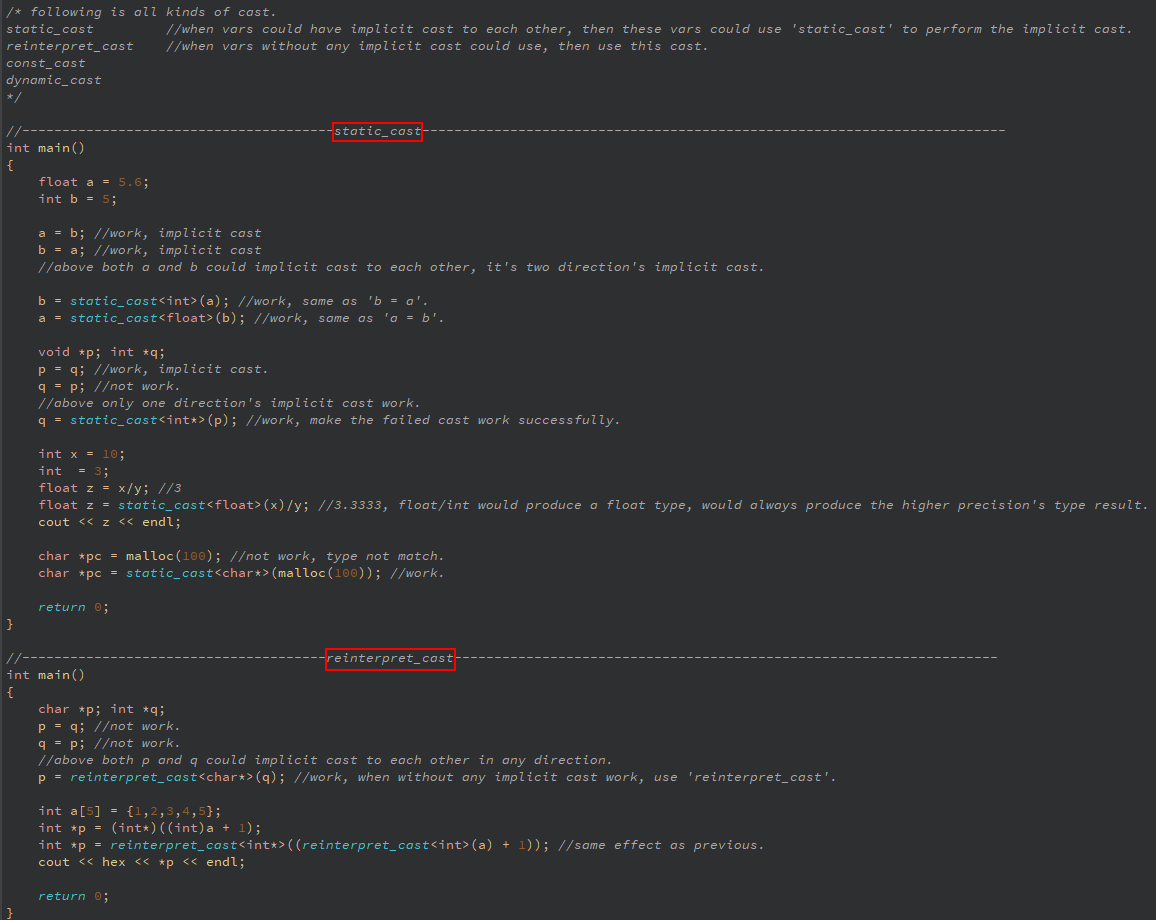 /* following is all kinds of cast.
static_cast         //when vars could have implicit cast to each other, then these vars could use 'static_cast' to perform the implicit cast.
reinterpret_cast    //when vars without any implicit cast could use, then use this cast.
const_cast
dynamic_cast
*/
//---------------------------------------static_cast-------------------------------------------------------------------------
int main()
{
    float a = 5.6;
    int b = 5;
    a = b; //work, implicit cast
    b = a; //work, implicit cast
    //above both a and b could implicit cast to each other, it's two direction's implicit cast.
    b = static_cast<int>(a); //work, same as 'b = a'.
    a = static_cast<float>(b); //work, same as 'a = b'.
    void *p; int *q;
    p = q; //work, implicit cast.
    q = p; //not work.
    //above only one direction's implicit cast work.
    q = static_cast<int*>(p); //work, make the failed cast work successfully.
    int x = 10;
    int  = 3;
    float z = x/y; //3
    float z = static_cast<float>(x)/y; //3.3333, float/int would produce a float type, would always produce the higher precision's type result.
    cout << z << endl;
    char *pc = malloc(100); //not work, type not match.
    char *pc = static_cast<char*>(malloc(100)); //work.
    return 0;
}
//--------------------------------------reinterpret_cast--------------------------------------------------------------------
int main()
{
    char *p; int *q;
    p = q; //not work.
    q = p; //not work.
    //above both p and q could implicit cast to each other in any direction.
    p = reinterpret_cast<char*>(q); //work, when without any implicit cast work, use 'reinterpret_cast'.
    int a[5] = {1,2,3,4,5};
    int *p = (int*)((int)a + 1);
    int *p = reinterpret_cast<int*>((reinterpret_cast<int>(a) + 1)); //same effect as previous.
    cout << hex << *p << endl;
    return 0;
}